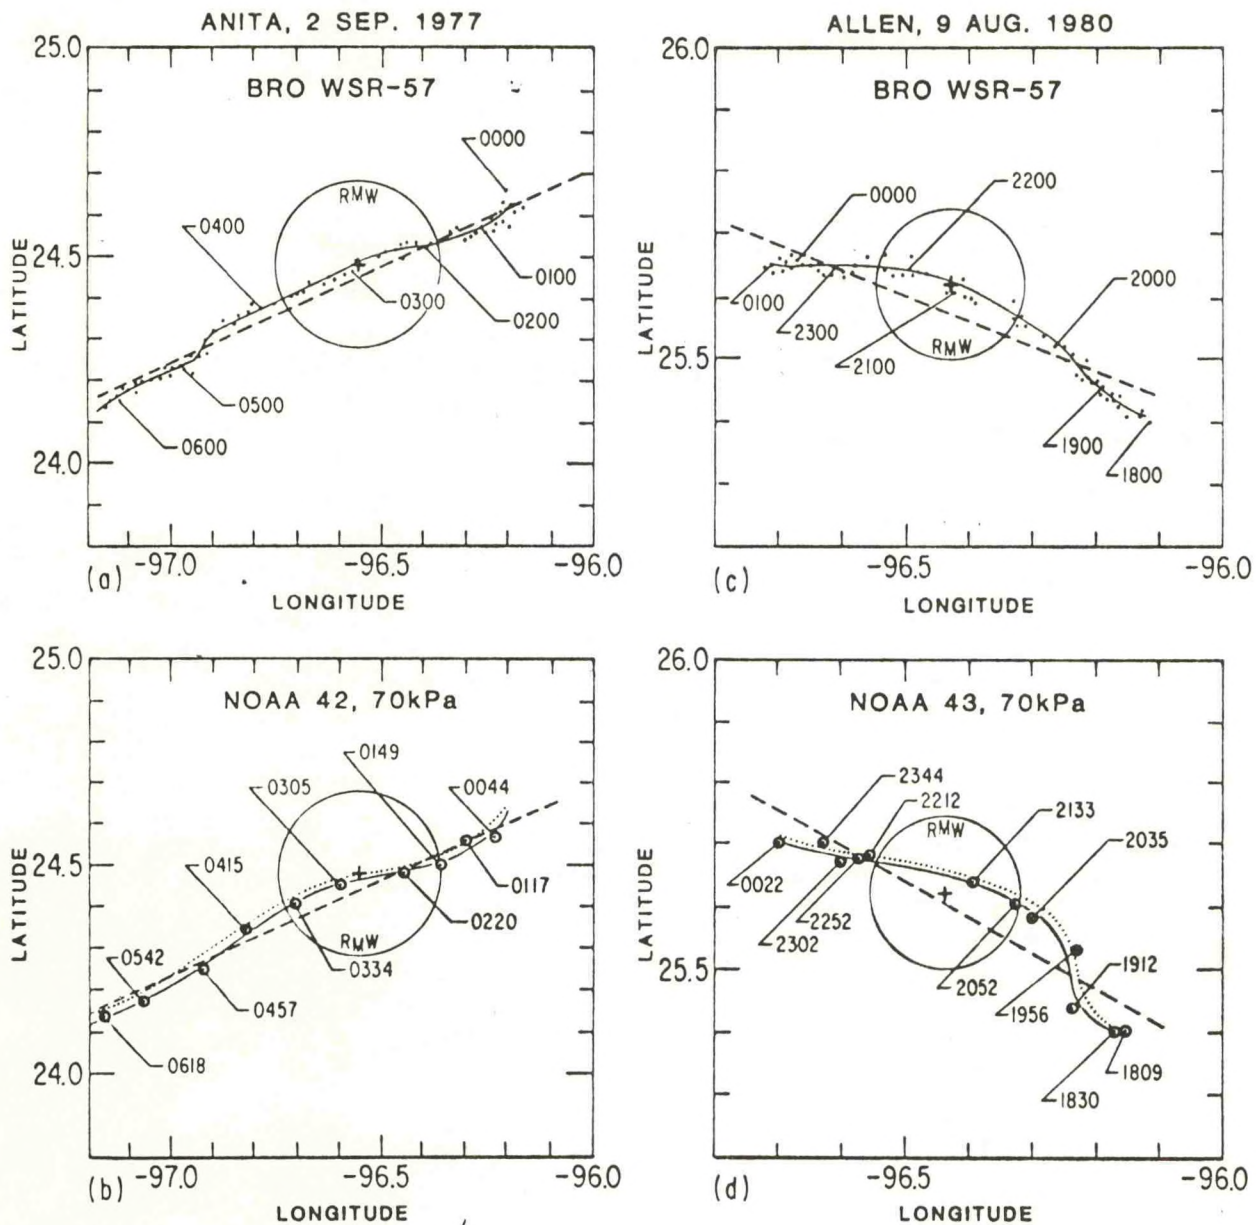 ANITA, 2 SEP. 1977
25.0
BRO WSR-57
0000
RMW
0400
24.5
0100
0300
0200
0500
0600
24.0
LATITUDE
-97.0
-96.5
-96.0
(a)
LONGITUDE
ALLEN, 9 AUG. 1980
26.0
BRO WSR-57
2200
0000
2000
0100
2300
RMW
25.5
2100
1900
1800
LATITUDE
-96.5
-96.0
(c)
LONGITUDE
25.0
NOAA 42, 70kPa
0149
0305
0044
0415
24.5
0117
0220
RMW
0334
0542
0457
0618
24.0
LATITUDE
-97.0
-96.5
-96.0
(b)
LONGITUDE
26.0
NOAA 43, 70kPa
2344
2212
2133
RMW
2035
0022
2252
2302
25.5
1912
2052
1956
1809
1830
LATITUDE
-96.5
-96.0
(d)
LONGITUDE